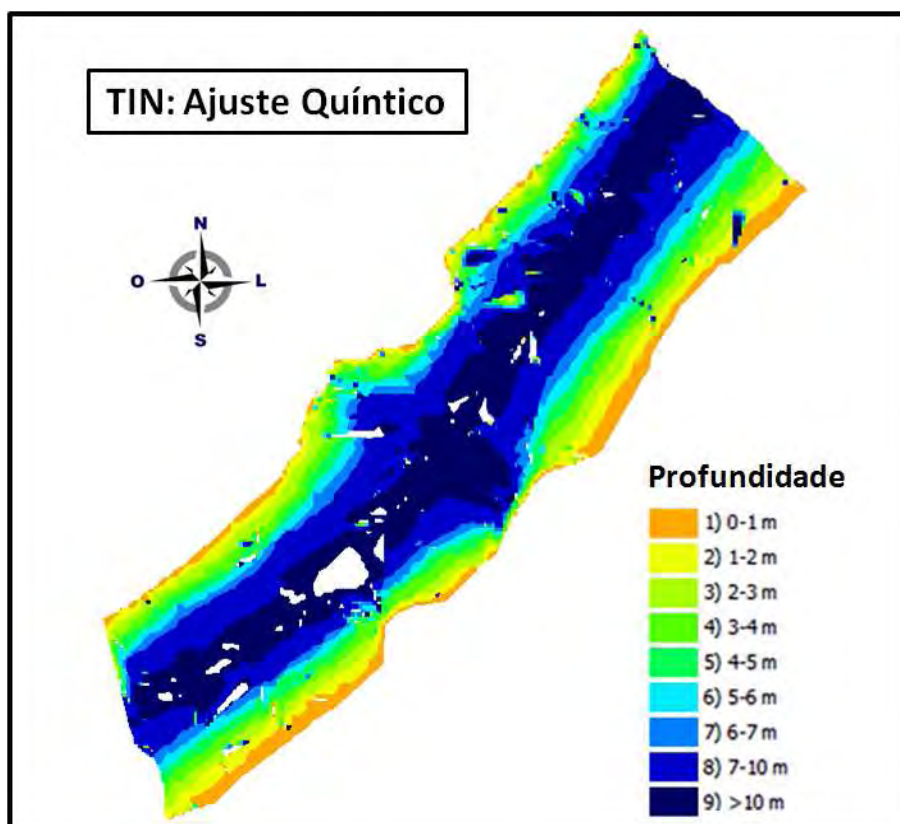 TIN: Ajuste Quíntico
N
O
L
S
Profundidade
1) 0-1 m
2) 1-2 m
3) 2-3 m
4) 3-4 m
5) 4-5 m
6) 5-6 m
7) 6-7 m
8) 7-10 m
9) >10 m